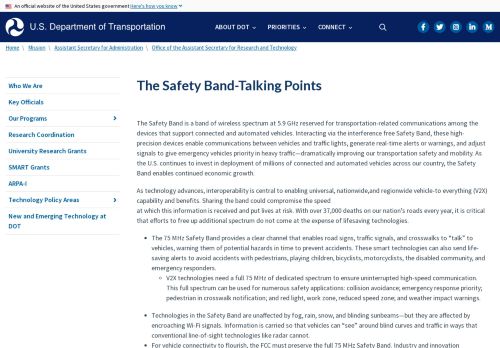 An official website of the United States government Here's how you know
U.S. Department of Transportation
ABOUT DOT
PRIORITIES
CONNECT
Home \ Mission \ Assistant Secretary for Administration \ Office of the Assistant Secretary for Research and Technology
Who We Are
Key Officials
Our Programs
Research Coordination
University Research Grants
SMART Grants
ARPA-I
Technology Policy Areas
New and Emerging Technology at
DOT
The Safety Band-Talking Points
The Safety Band is a band of wireless spectrum at 5.9 GHz reserved for transportation-related communications among the
devices that support connected and automated vehicles. Interacting via the interference free Safety Band, these high-
precision devices enable communications between vehicles and traffic lights, generate real-time alerts or warnings, and adjust
signals to give emergency vehicles priority in heavy traffic—dramatically improving our transportation safety and mobility. As
the U.S. continues to invest in deployment of millions of connected and automated vehicles across our country, the Safety
Band enables continued economic growth.
As technology advances, interoperability is central to enabling universal, nationwide,and regionwide vehicle-to everything (V2X)
capability and benefits. Sharing the band could compromise the speed
at which this information is received and put lives at risk. With over 37,000 deaths on our nation's roads every year, it is critical
that efforts to free up additional spectrum do not come at the expense of lifesaving technologies.
• The 75 MHz Safety Band provides a clear channel that enables road signs, traffic signals, and crosswalks to "talk" to
vehicles, warning them of potential hazards in time to prevent accidents. These smart technologies can also send life-
saving alerts to avoid accidents with pedestrians, playing children, bicyclists, motorcyclists, the disabled community, and
emergency responders.
◦ V2X technologies need a full 75 MHz of dedicated spectrum to ensure uninterrupted high-speed communication.
This full spectrum can be used for numerous safety applications: collision avoidance; emergency response priority;
pedestrian in crosswalk notification; and red light, work zone, reduced speed zone; and weather impact warnings.
• Technologies in the Safety Band are unaffected by fog, rain, snow, and blinding sunbeams—but they are affected by
encroaching Wi-Fi signals. Information is carried so that vehicles can "see" around blind curves and traffic in ways that
conventional line-of-sight technologies like radar cannot.
• For vehicle connectivity to flourish, the FCC must preserve the full 75 MHz Safety Band. Industry and innovation